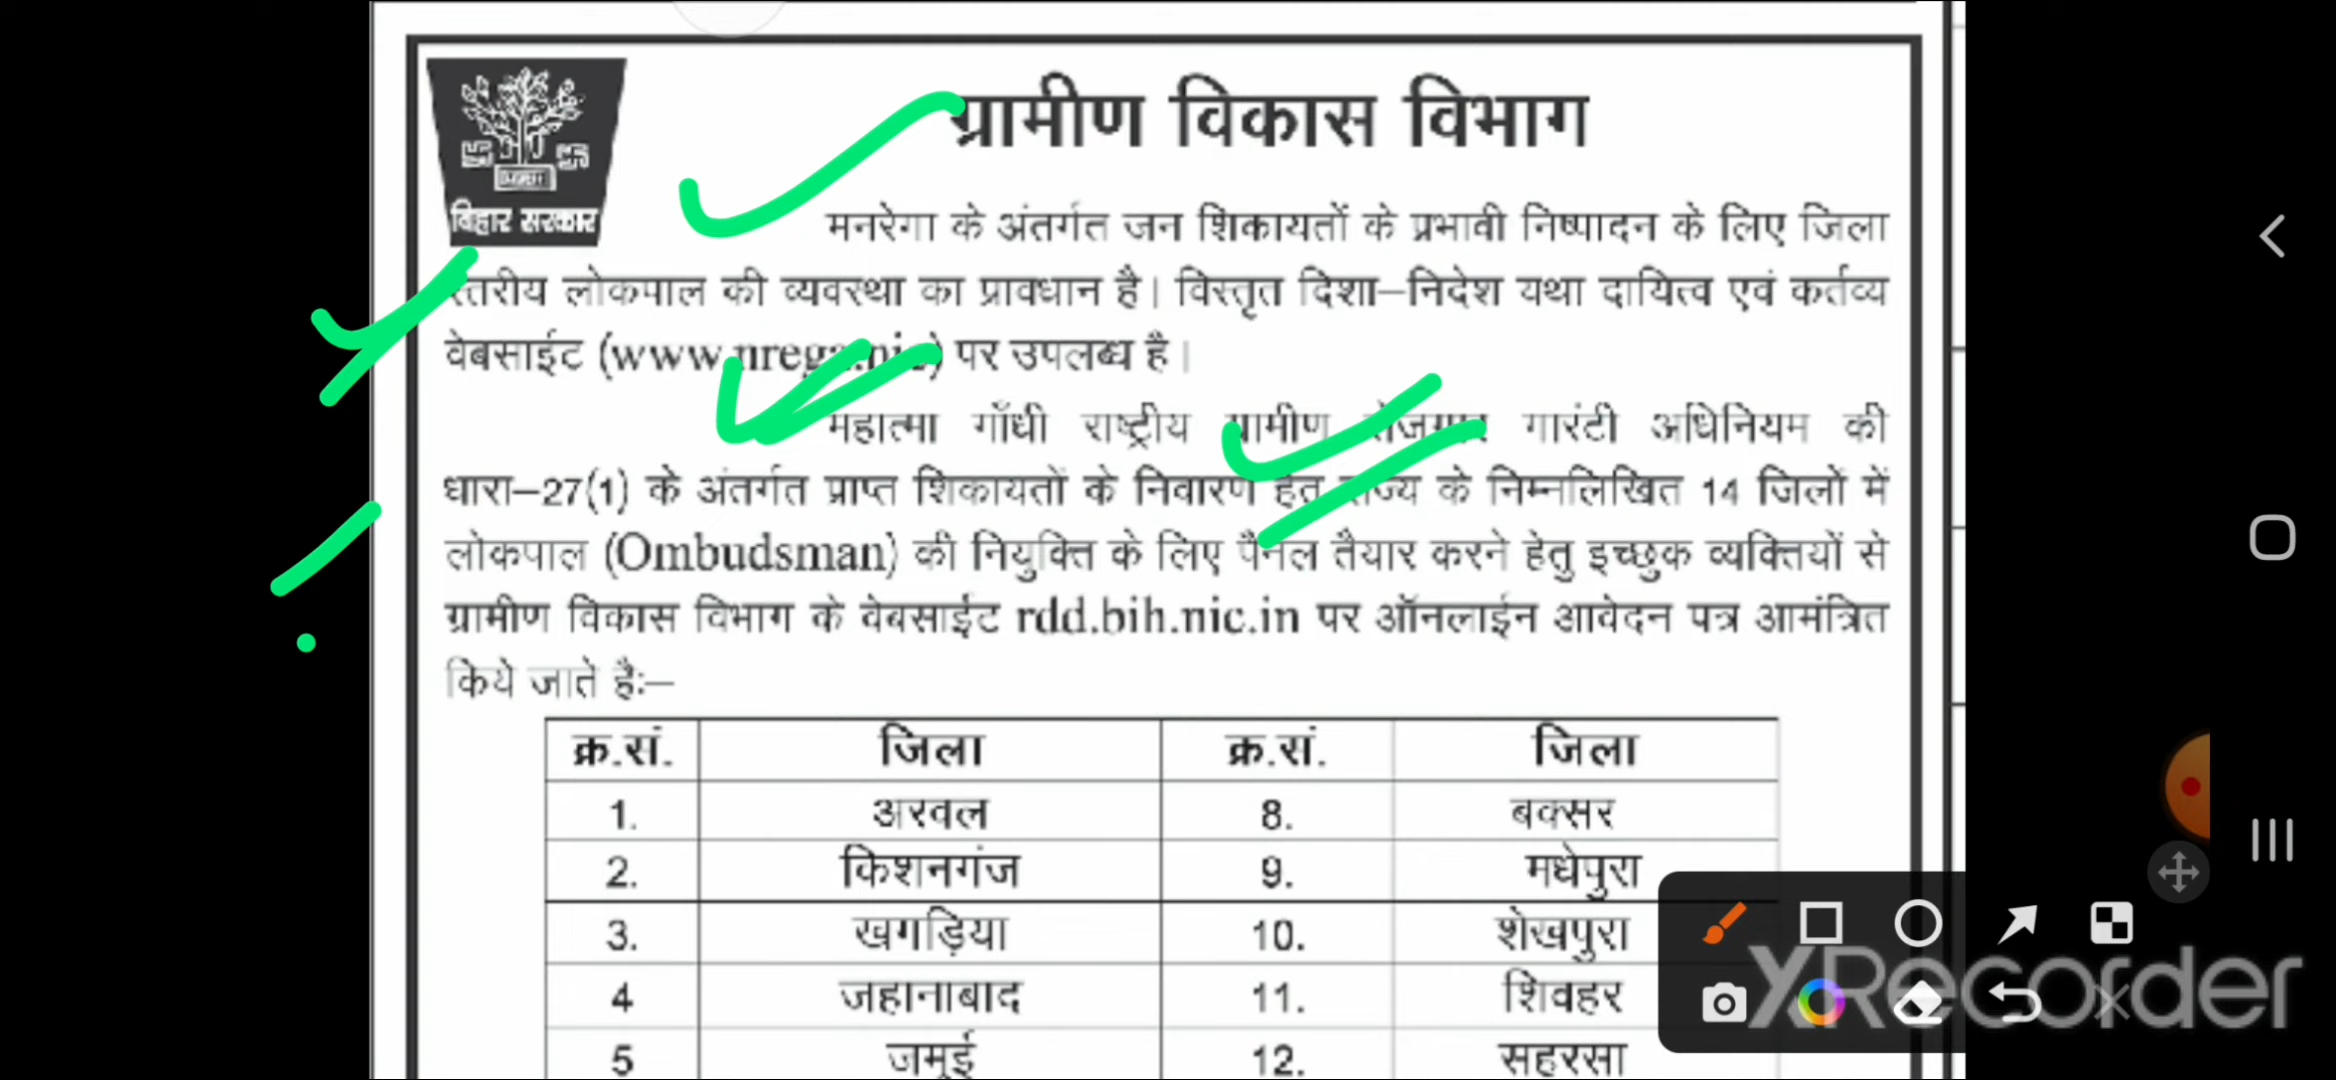 ग्रामीण विकास विभाग
बिहार सरकार
मनरेगा के अंतर्गत जन शिकायतों के प्रभावी निष्पादन के लिए जिला
स्तरीय लोकपाल की व्यवस्था का प्रावधान है। विस्तृत दिशा–निदेश यथा दायित्व एवं कर्तव्य
वेबसाईट (www.nrega.nic) पर उपलब्ध है।
महात्मा गाँधी राष्ट्रीय ग्रामीण रोजगार गारंटी अधिनियम की
धारा–27(1) के अंतर्गत प्राप्त शिकायतों के निवारण हेतु राज्य के निम्नलिखित 14 जिलों में
लोकपाल (Ombudsman) की नियुक्ति के लिए पैनल तैयार करने हेतु इच्छुक व्यक्तियों से
ग्रामीण विकास विभाग के वेबसाईट rdd.bih.nic.in पर ऑनलाईन आवेदन पत्र आमंत्रित
किये जाते हैः–
क्र.सं. जिला क्र.सं. जिला
1. अरवल 8. बक्सर
2. किशनगंज 9. मधेपुरा
3. खगड़िया 10. शेखपुरा
4 जहानाबाद 11. शिवहर
5 जमुई 12. सहरसा
XRecorder